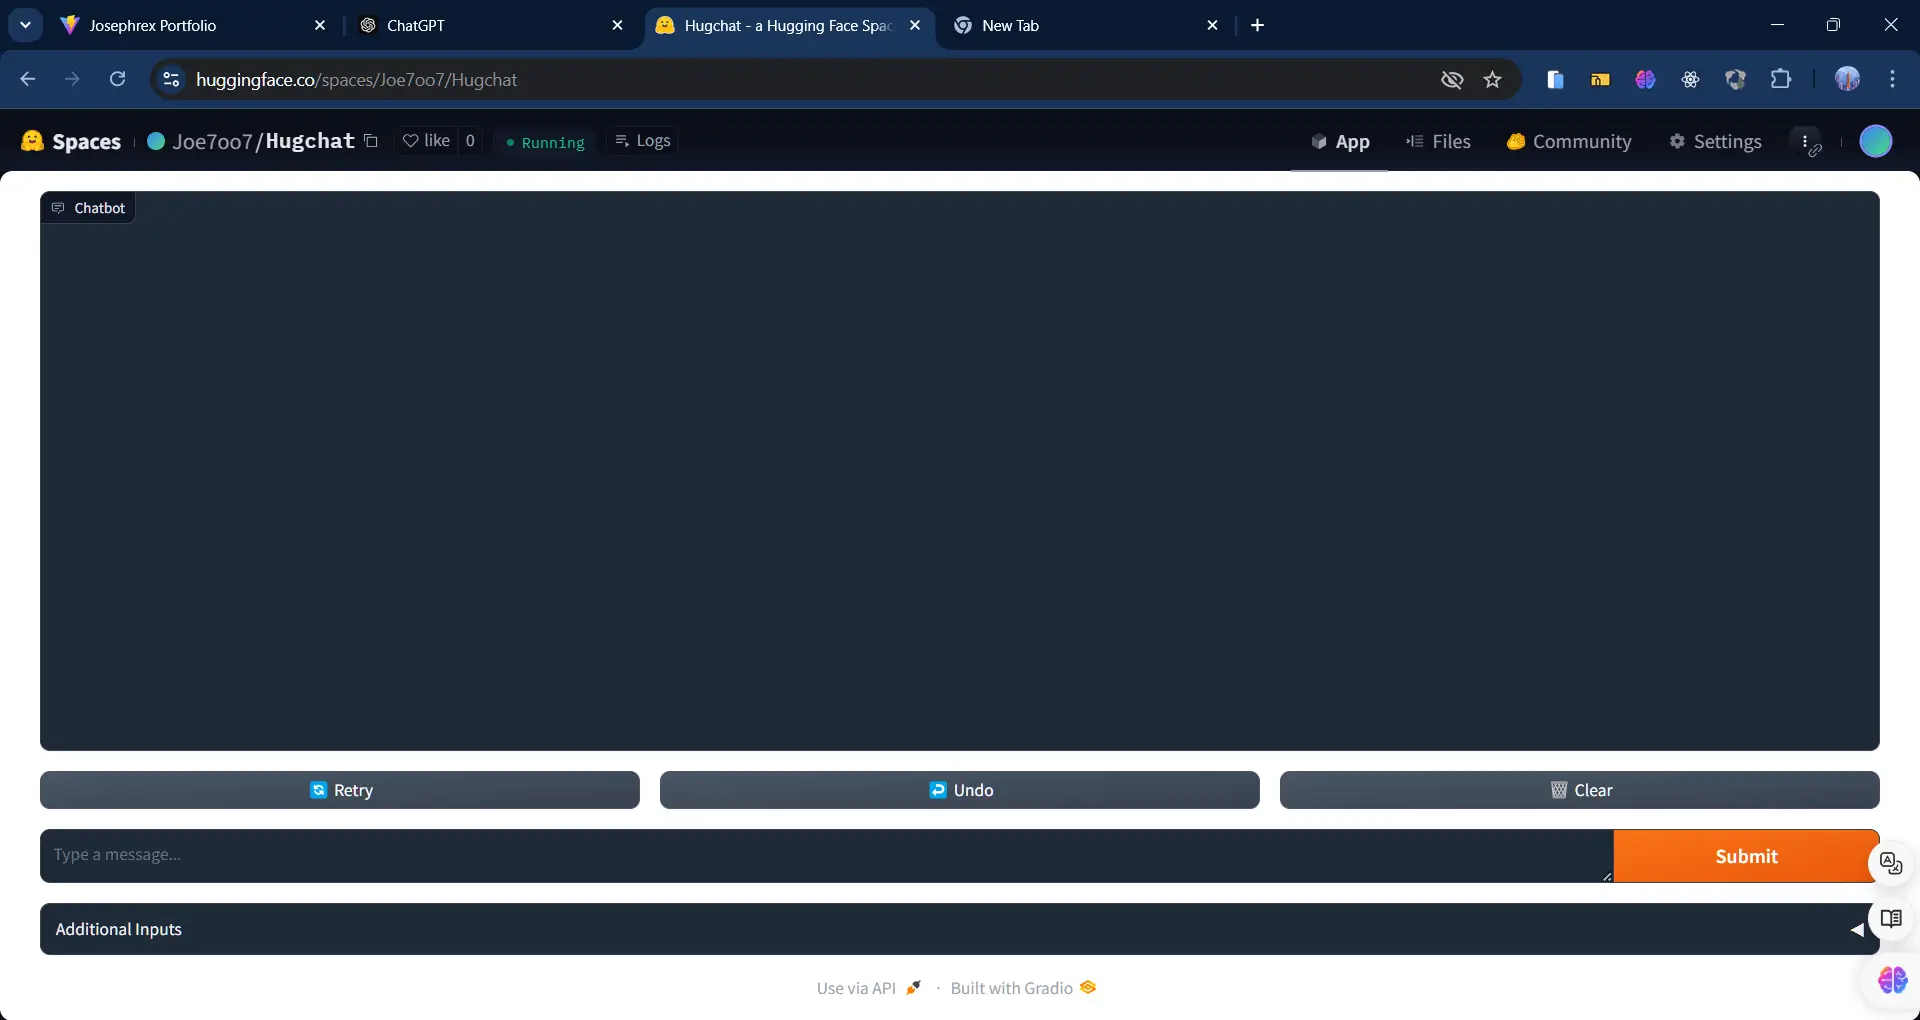 Josephrex Portfolio
ChatGPT
Hugchat - a Hugging Face Spac
New Tab
huggingface.co/spaces/Joe7oo7/Hugchat
Spaces
Joe7oo7/Hugchat
like 0
Running
Logs
App
Files
Community
Settings
Chatbot
Retry
Undo
Clear
Type a message...
Submit
Additional Inputs
Use via API · Built with Gradio